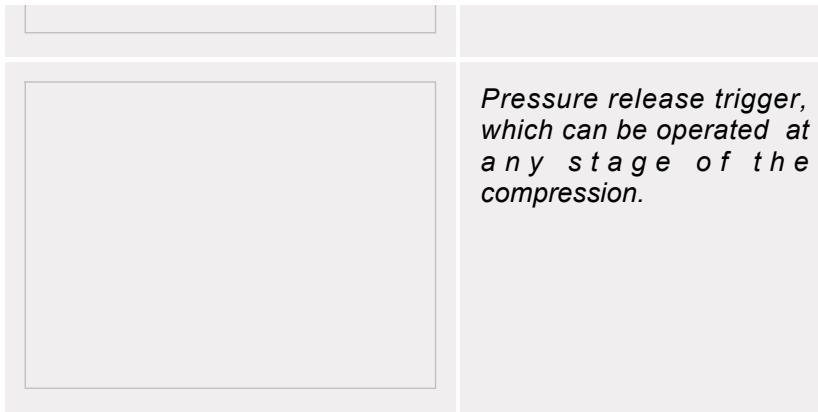 Pressure release trigger,
which can be operated at
any stage of the
compression.